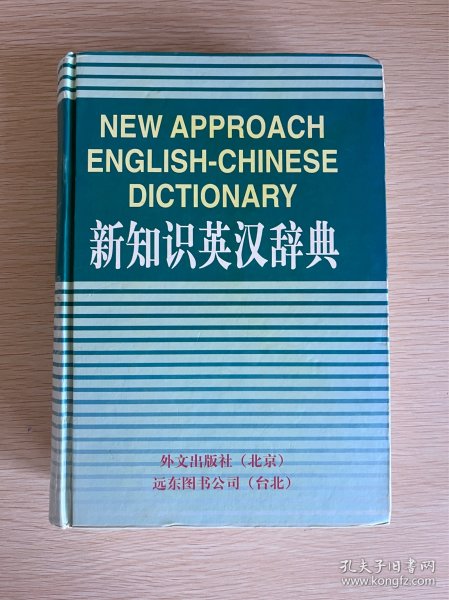 NEW APPROACH
ENGLISH-CHINESE
DICTIONARY
新知识英汉辞典
外文出版社（北京）
远东图书公司（台北）
孔夫子旧书网
www.kongfz.com